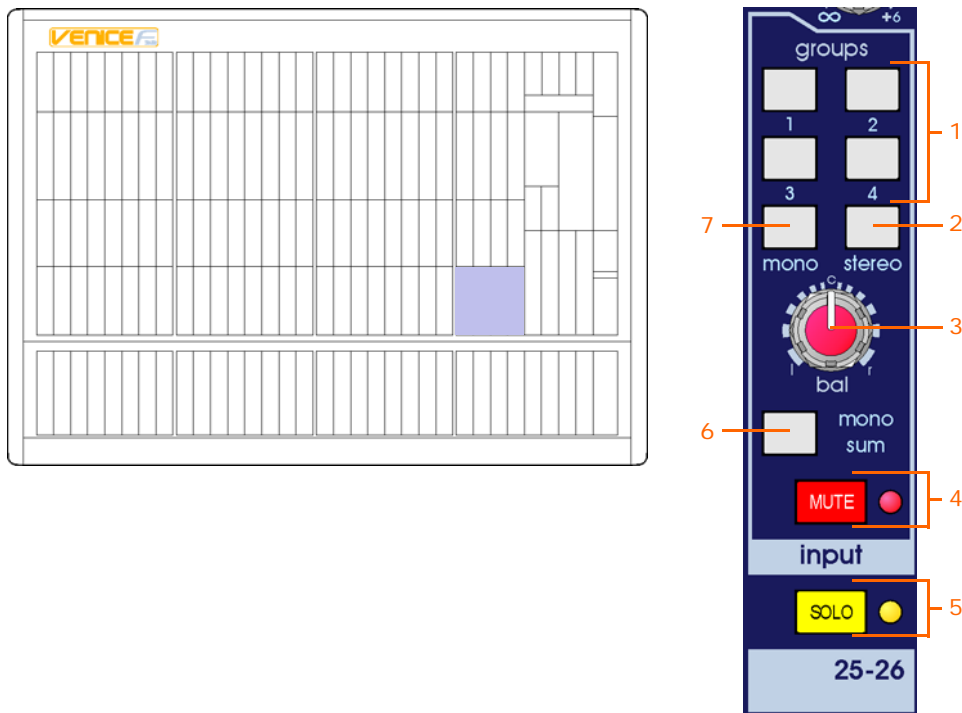 VENICE F
∞ +6
groups
1 2
1
3 4
7
2
mono stereo
c
3
l r
bal
6
mono
sum
MUTE
4
input
SOLO
5
25-26